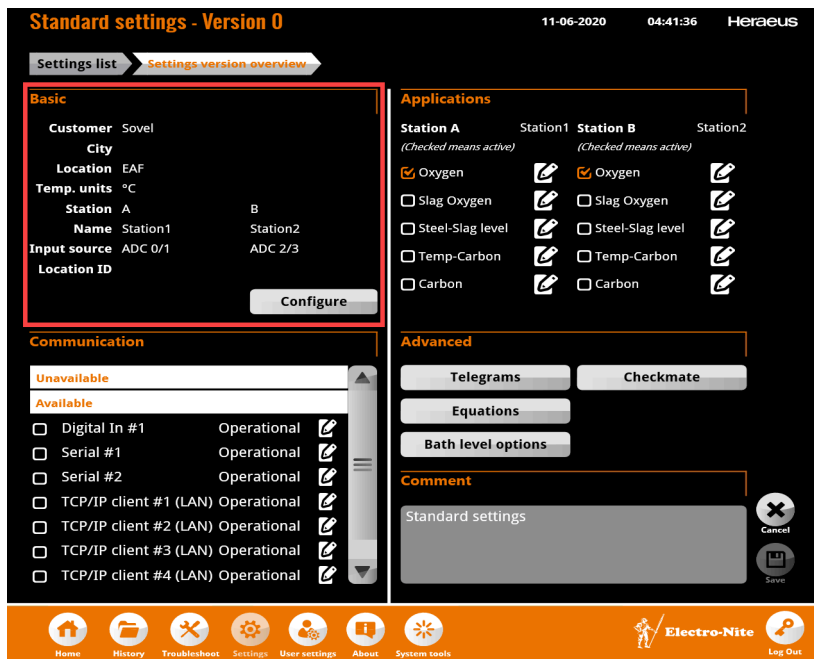 Standard settings - Version 0
11-06-2020 04:41:36 Heraeus
Settings list Settings version overview
Basic
Customer Sovel
City
Location EAF
Temp. units °C
Station A B
Name Station1 Station2
Input source ADC 0/1 ADC 2/3
Location ID
Configure
Applications
Station A Station1 Station B Station2
(Checked means active) (Checked means active)
Oxygen Oxygen
Slag Oxygen Slag Oxygen
Steel-Slag level Steel-Slag level
Temp-Carbon Temp-Carbon
Carbon Carbon
Communication
Unavailable
Available
Digital In #1 Operational
Serial #1 Operational
Serial #2 Operational
TCP/IP client #1 (LAN) Operational
TCP/IP client #2 (LAN) Operational
TCP/IP client #3 (LAN) Operational
TCP/IP client #4 (LAN) Operational
Advanced
Telegrams Checkmate
Equations
Bath level options
Comment
Standard settings
Cancel
Save
Home History Troubleshoot Settings User settings About System tools Electro-Nite Log Out